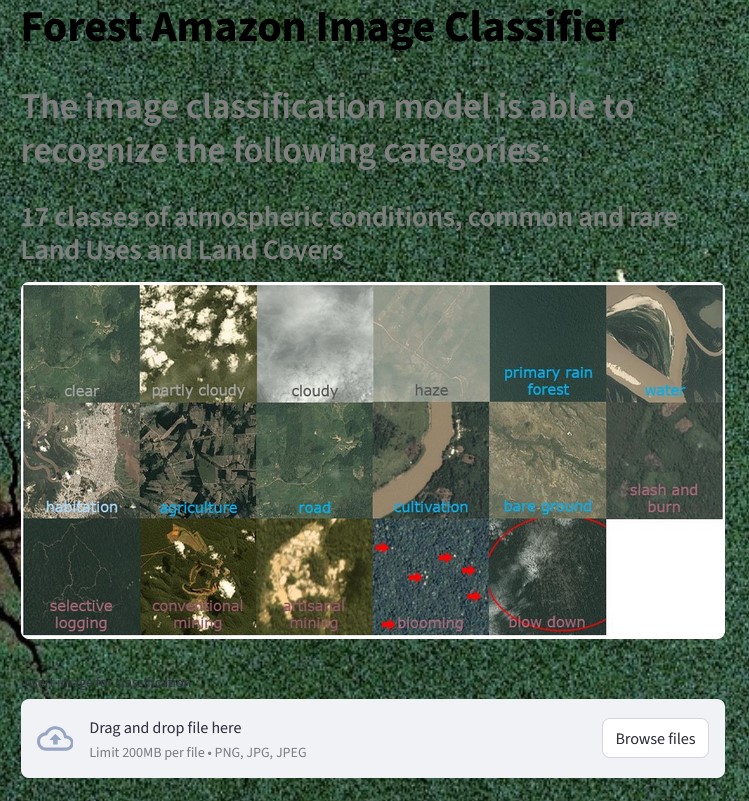 Forest Amazon Image Classifier
The image classification model is able to
recognize the following categories:
17 classes of atmospheric conditions, common and rare
Land Uses and Land Covers
clear
partly cloudy
cloudy
haze
primary rain
forest
water
habitation
agriculture
road
cultivation
bare ground
slash and
burn
selective
logging
conventional
mining
artisanal
mining
blooming
blow down
Drag and drop file here
Limit 200MB per file • PNG, JPG, JPEG
Browse files